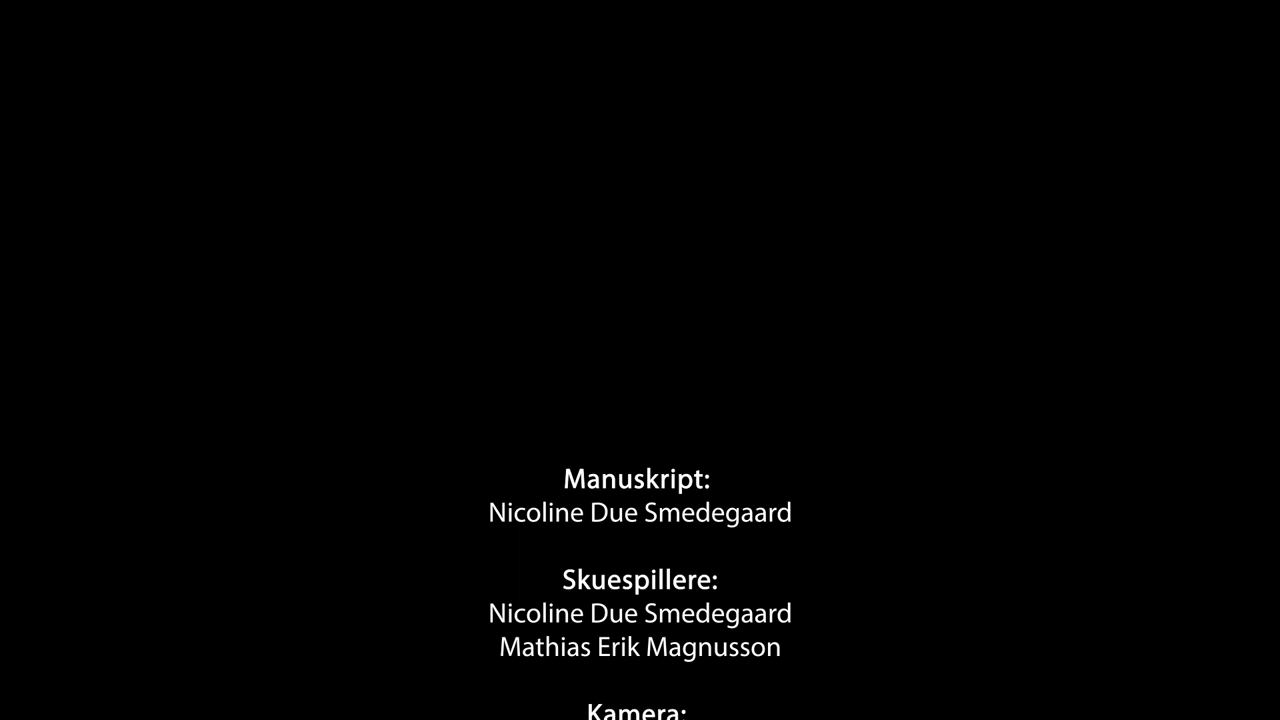 Manuskript:
Nicoline Due Smedegaard
Skuespillere:
Nicoline Due Smedegaard
Mathias Erik Magnusson
Kamera: